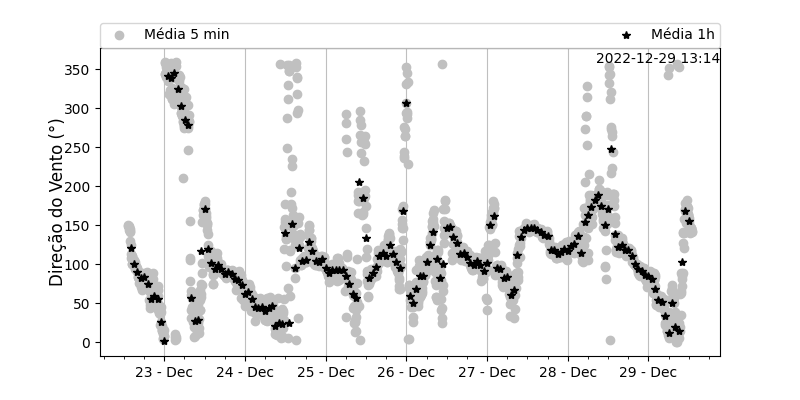 Média 5 min
Média 1h
2022-12-29 13:14
Direção do Vento (°)
350
300
250
200
150
100
50
0
23 - Dec
24 - Dec
25 - Dec
26 - Dec
27 - Dec
28 - Dec
29 - Dec